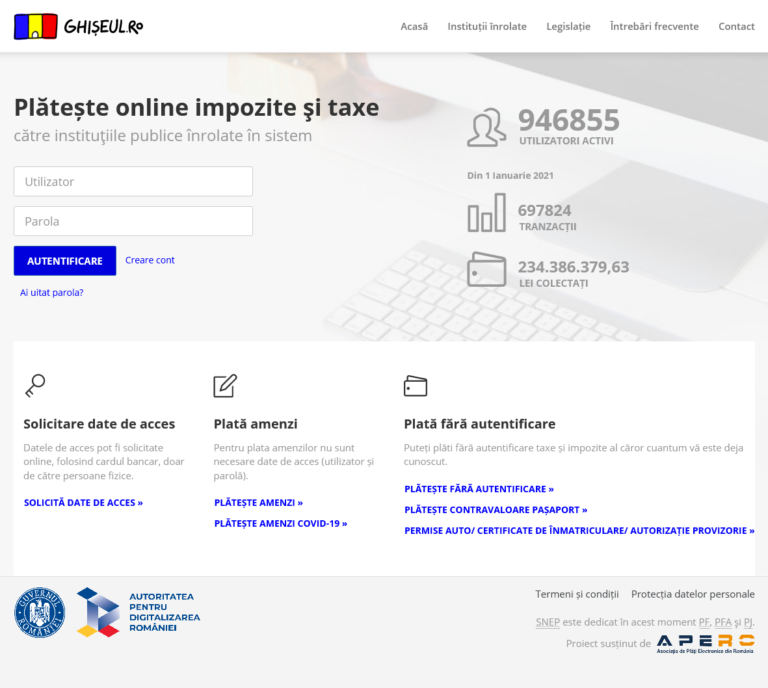 GHIȘEUL.RO
Acasă Instituții înrolate Legislație Întrebări frecvente Contact
Plătește online impozite şi taxe
către instituţiile publice înrolate în sistem
Utilizator
Parola
AUTENTIFICARE Creare cont
Ai uitat parola?
946855
UTILIZATORI ACTIVI
Din 1 Ianuarie 2021
697824
TRANZACȚII
234.386.379,63
LEI COLECTAȚI
Solicitare date de acces
Datele de acces pot fi solicitate
online, folosind cardul bancar, doar
de către persoane fizice.
SOLICITĂ DATE DE ACCES »
Plată amenzi
Pentru plata amenzilor nu sunt
necesare date de acces (utilizator și
parolă).
PLĂTEȘTE AMENZI »
PLĂTEȘTE AMENZI COVID-19 »
Plată fără autentificare
Puteți plăti fără autentificare taxe și impozite al căror cuantum vă este deja
cunoscut.
PLĂTEȘTE FĂRĂ AUTENTIFICARE »
PLĂTEȘTE CONTRAVALOARE PAȘAPORT »
PERMISE AUTO/ CERTIFICATE DE ÎNMATRICULARE/ AUTORIZAȚIE PROVIZORIE »
GUVERNUL ROMÂNIEI
AUTORITATEA
PENTRU
DIGITALIZAREA
ROMÂNIEI
Termeni și condiții Protecția datelor personale
SNEP este dedicat în acest moment PF, PFA şi PJ.
Proiect susținut de APERO
Asociația de Plăți Electronice din România